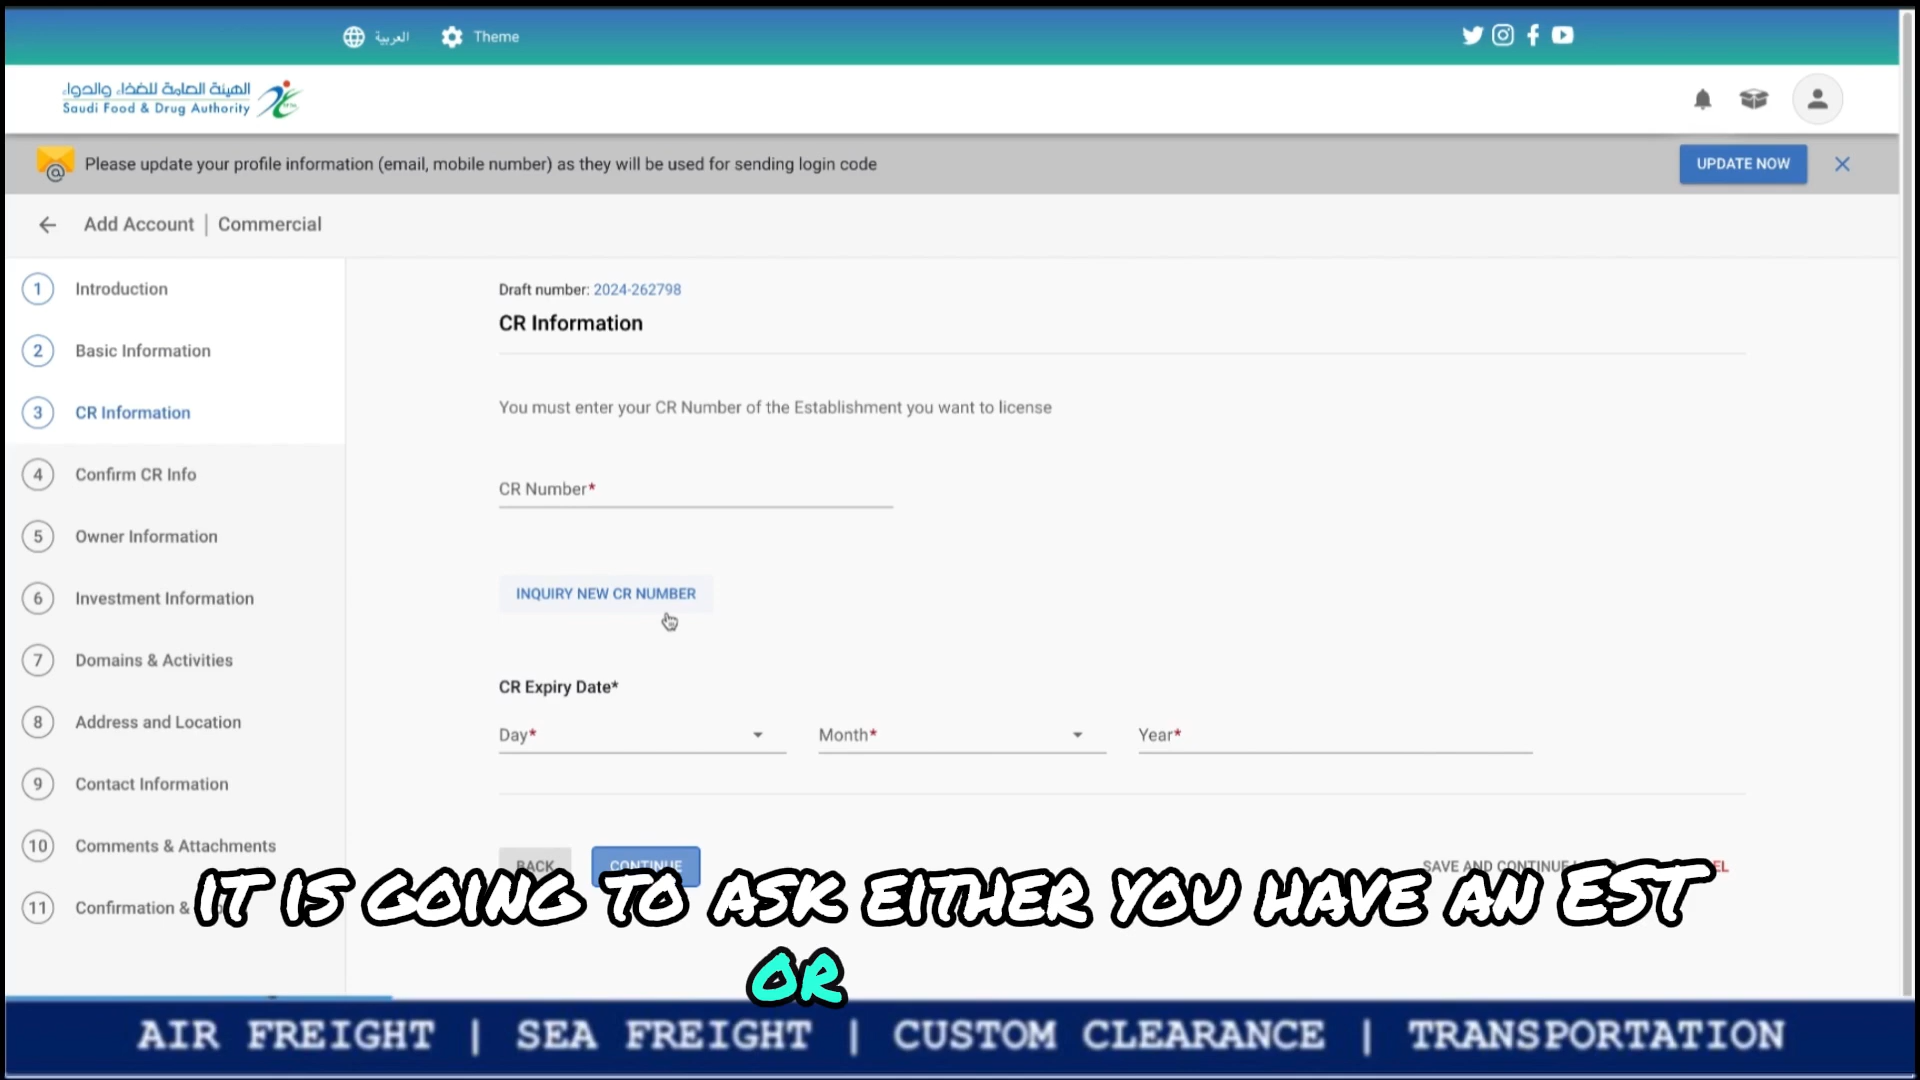 العربية
Theme
الهيئة العامة للغذاء والدواء
Saudi Food & Drug Authority
Please update your profile information (email, mobile number) as they will be used for sending login code
UPDATE NOW
Add Account | Commercial
1 Introduction
2 Basic Information
3 CR Information
4 Confirm CR Info
5 Owner Information
6 Investment Information
7 Domains & Activities
8 Address and Location
9 Contact Information
10 Comments & Attachments
11 Confirmation &
Draft number: 2024-262798
CR Information
You must enter your CR Number of the Establishment you want to license
CR Number*
INQUIRY NEW CR NUMBER
CR Expiry Date*
Day* Month* Year*
BACK CONTINUE SAVE AND CONTINUE
IT IS GOING TO ASK EITHER YOU HAVE AN EST
OR
AIR FREIGHT | SEA FREIGHT | CUSTOM CLEARANCE | TRANSPORTATION